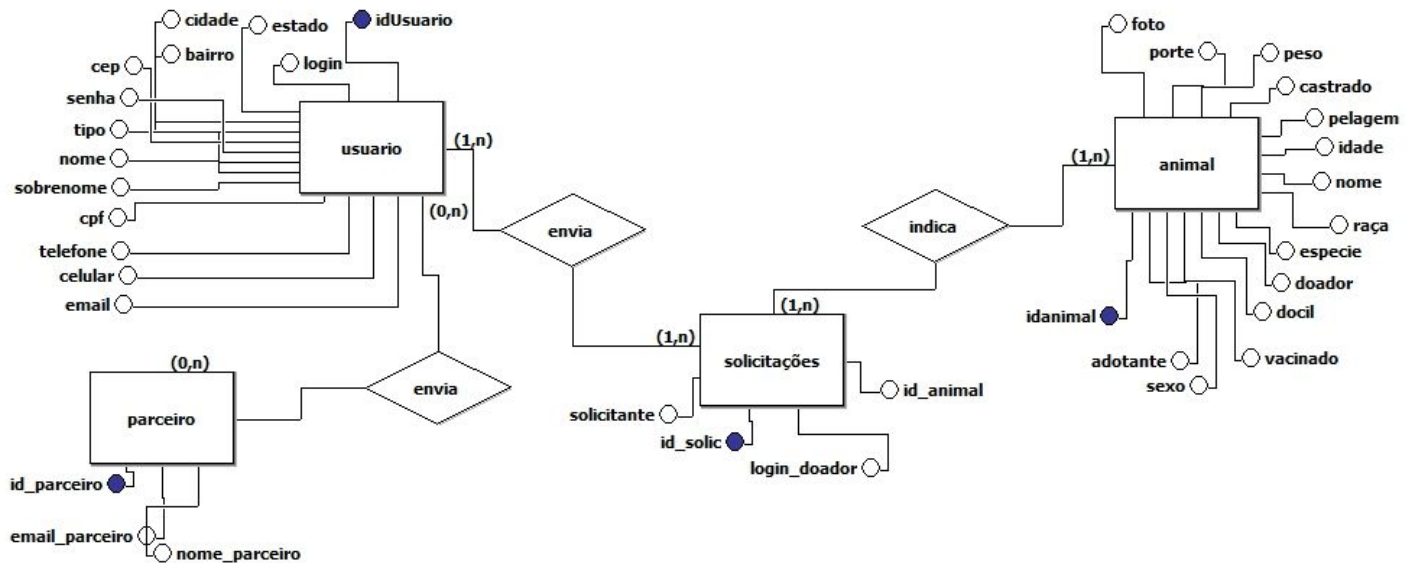 cidade
estado
idUsuario
foto
bairro
login
porte
peso
cep
castrado
senha
pelagem
tipo
usuario
(1,n)
idade
nome
(1,n)
animal
nome
sobrenome
cpf
(0,n)
envia
indica
raça
telefone
especie
celular
doador
email
(1,n)
idanimal
docil
(1,n)
adotante
vacinado
(0,n)
envia
solicitações
sexo
id_animal
parceiro
solicitante
id_solic
login_doador
id_parceiro
email_parceiro
nome_parceiro